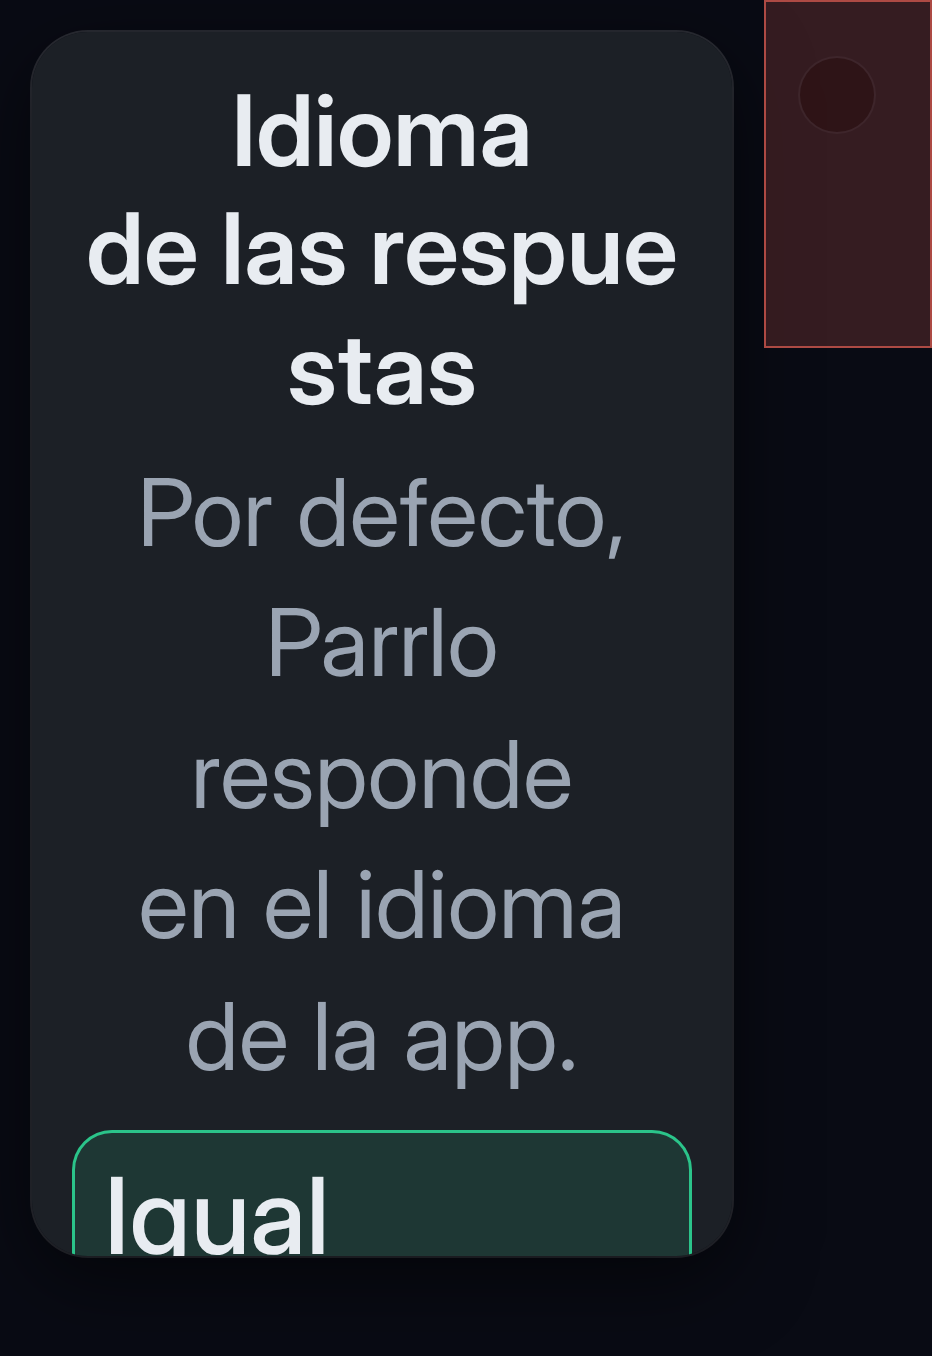 Idioma
de las respue
stas
Por defecto,
Parrlo
responde
en el idioma
de la app.
Igual